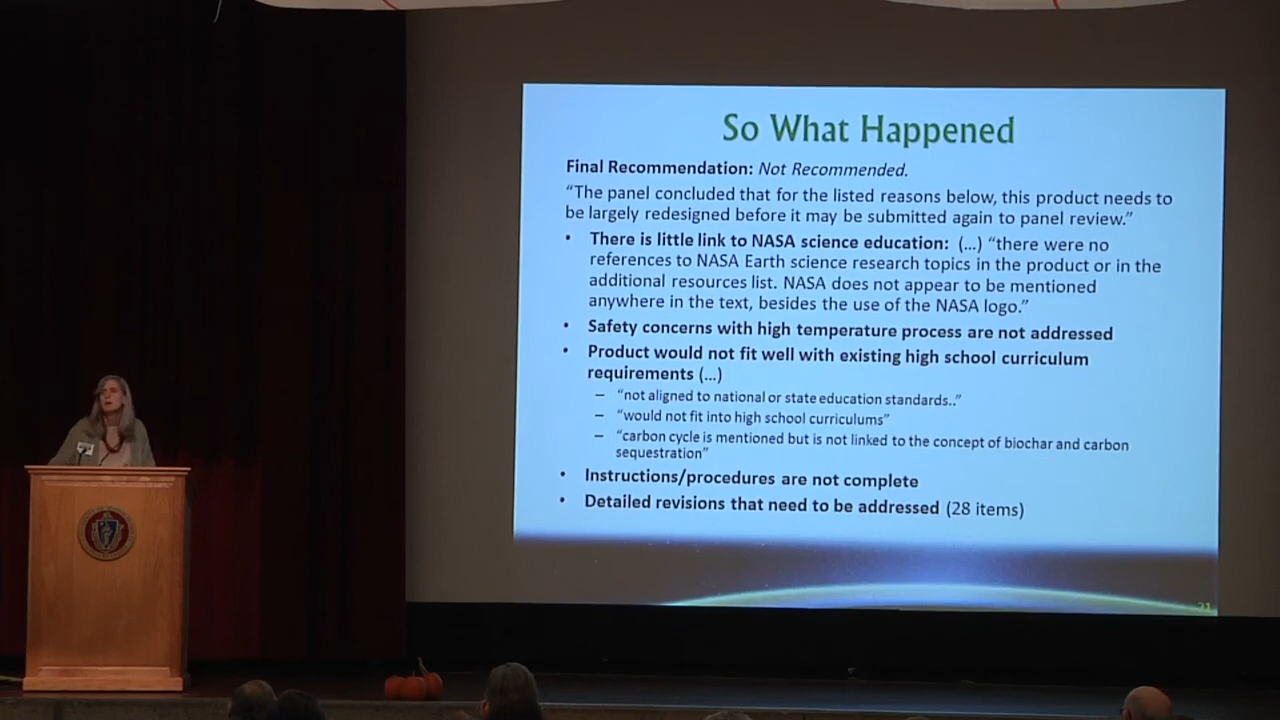 So What Happened
Final Recommendation: Not Recommended.
“The panel concluded that for the listed reasons below, this product needs to
be largely redesigned before it may be submitted again to panel review.”
• There is little link to NASA science education: (...) “there were no
references to NASA Earth science research topics in the product or in the
additional resources list. NASA does not appear to be mentioned
anywhere in the text, besides the use of the NASA logo.”
• Safety concerns with high temperature process are not addressed
• Product would not fit well with existing high school curriculum
requirements (...)
– “not aligned to national or state education standards..”
– “would not fit into high school curriculums”
– “carbon cycle is mentioned but is not linked to the concept of biochar and carbon
sequestration”
• Instructions/procedures are not complete
• Detailed revisions that need to be addressed (28 items)
21